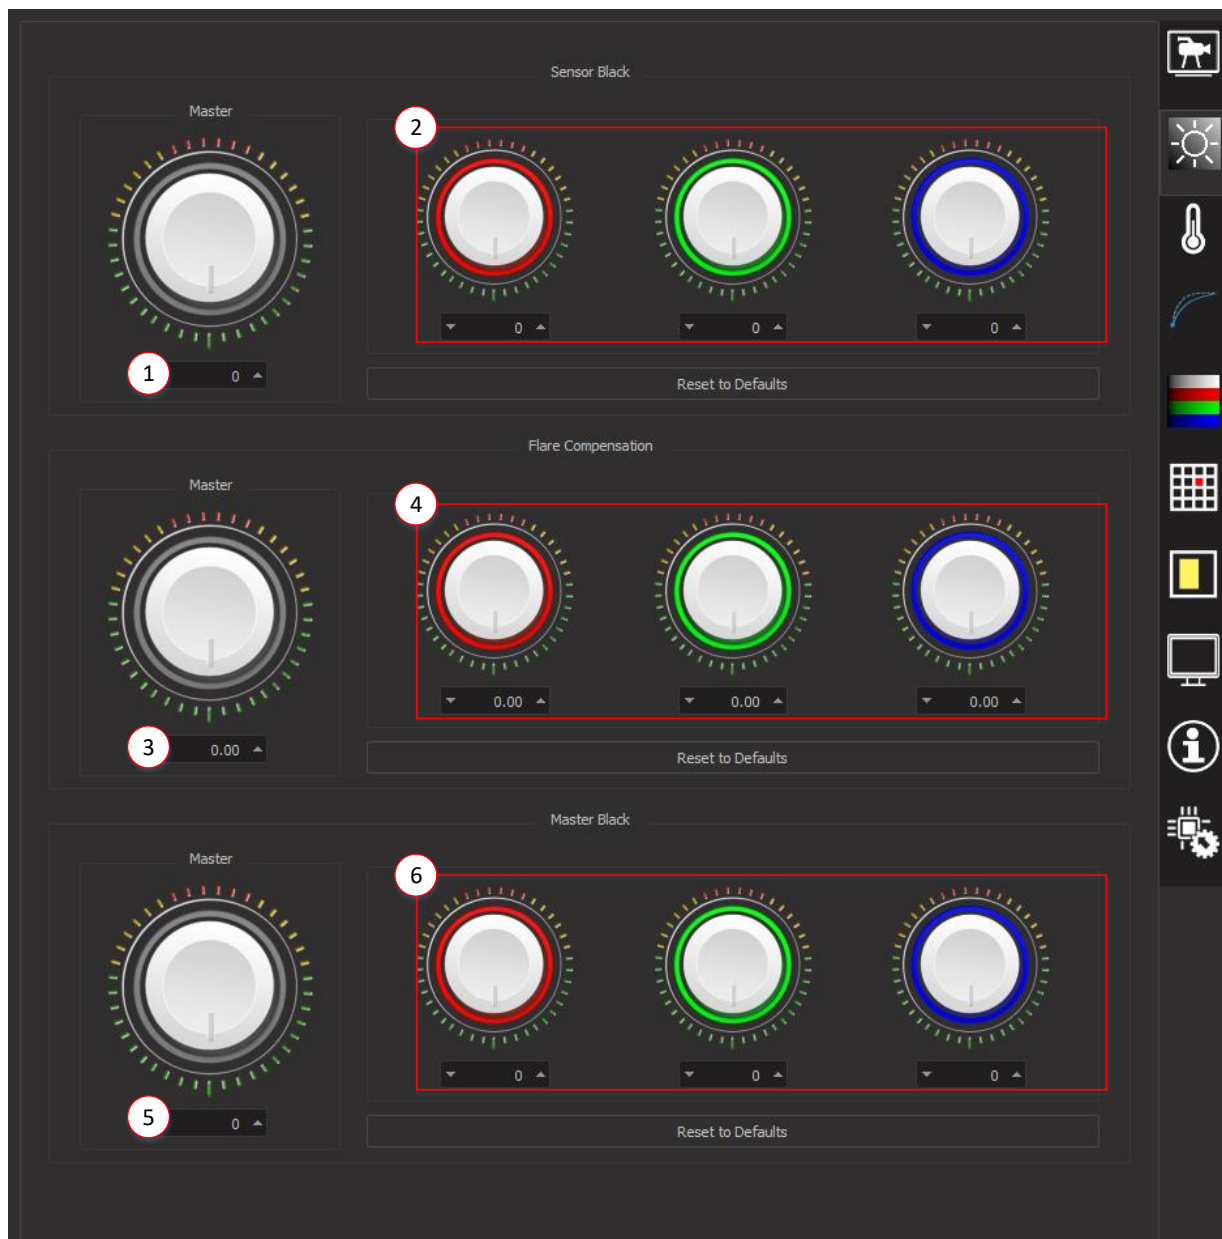 Sensor Black
Master
2
1
0
0
0
0
Reset to Defaults
Flare Compensation
Master
4
3
0.00
0.00
0.00
0.00
Reset to Defaults
Master Black
Master
6
5
0
0
0
0
Reset to Defaults